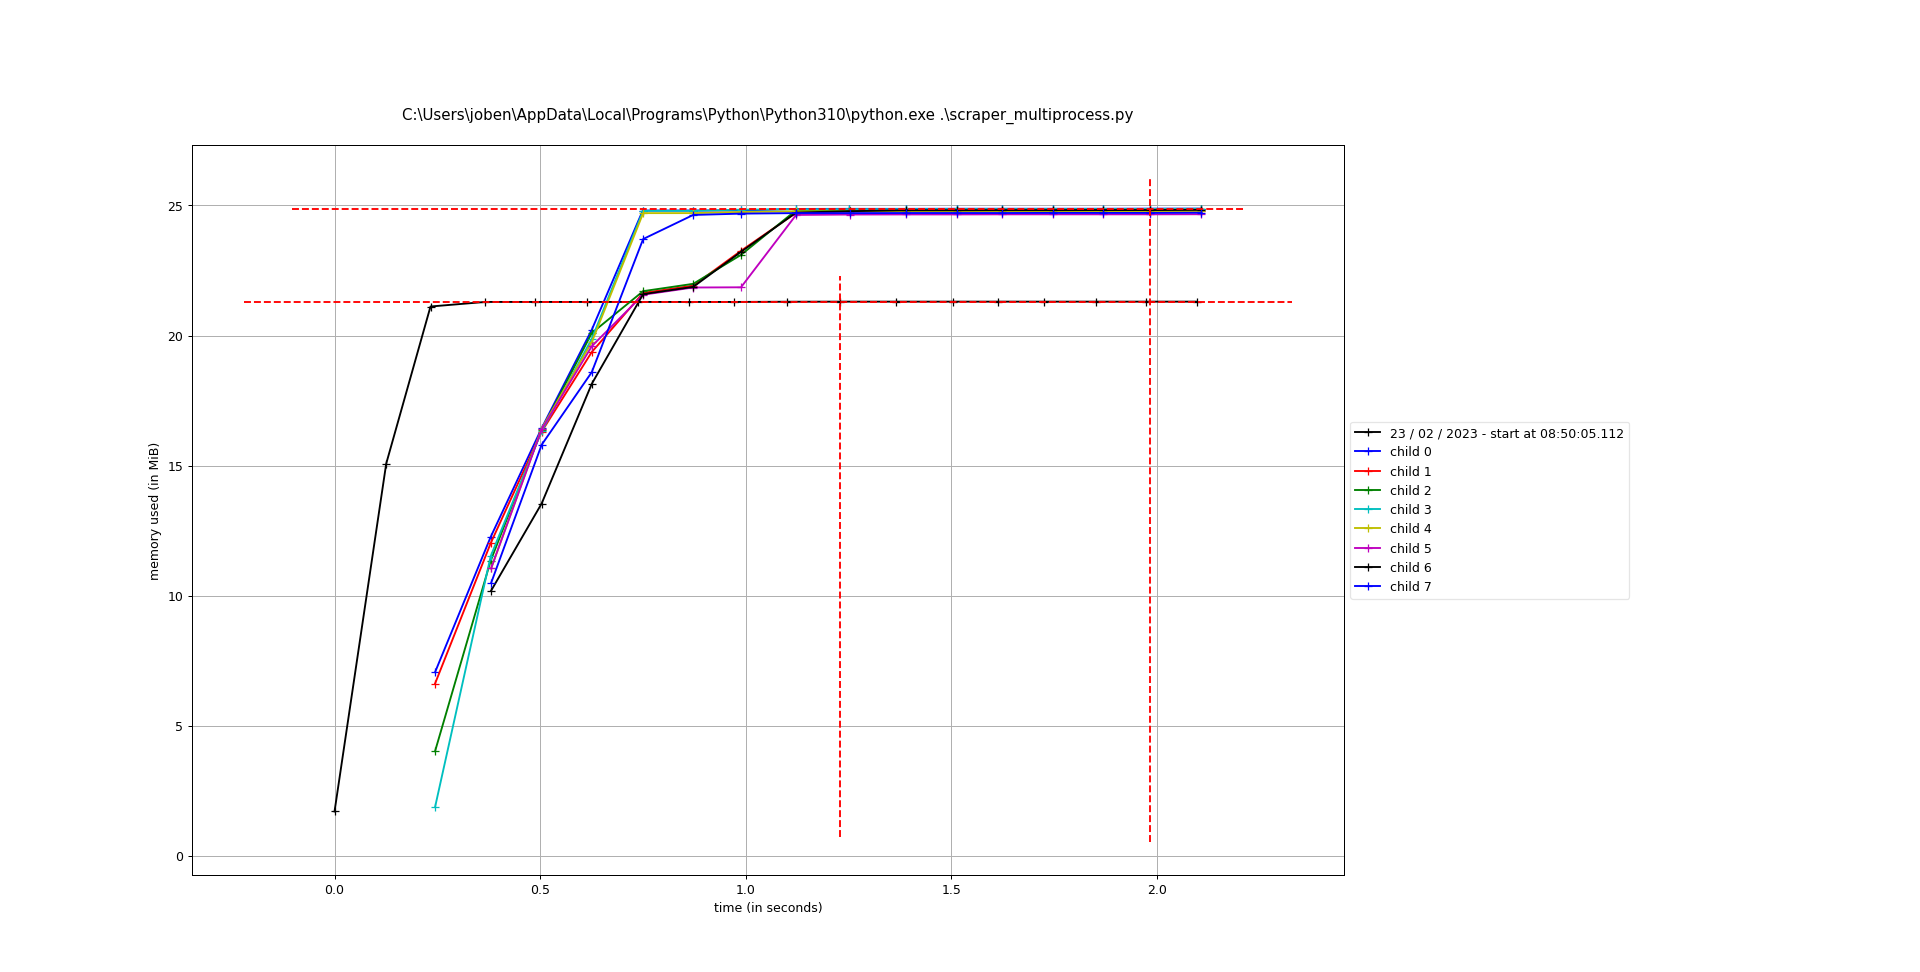 C:\Users\joben\AppData\Local\Programs\Python\Python310\python.exe .\scraper_multiprocess.py
memory used (in MiB)
25
20
15
10
5
0
0.0 0.5 1.0 1.5 2.0
time (in seconds)
23 / 02 / 2023 - start at 08:50:05.112
child 0
child 1
child 2
child 3
child 4
child 5
child 6
child 7